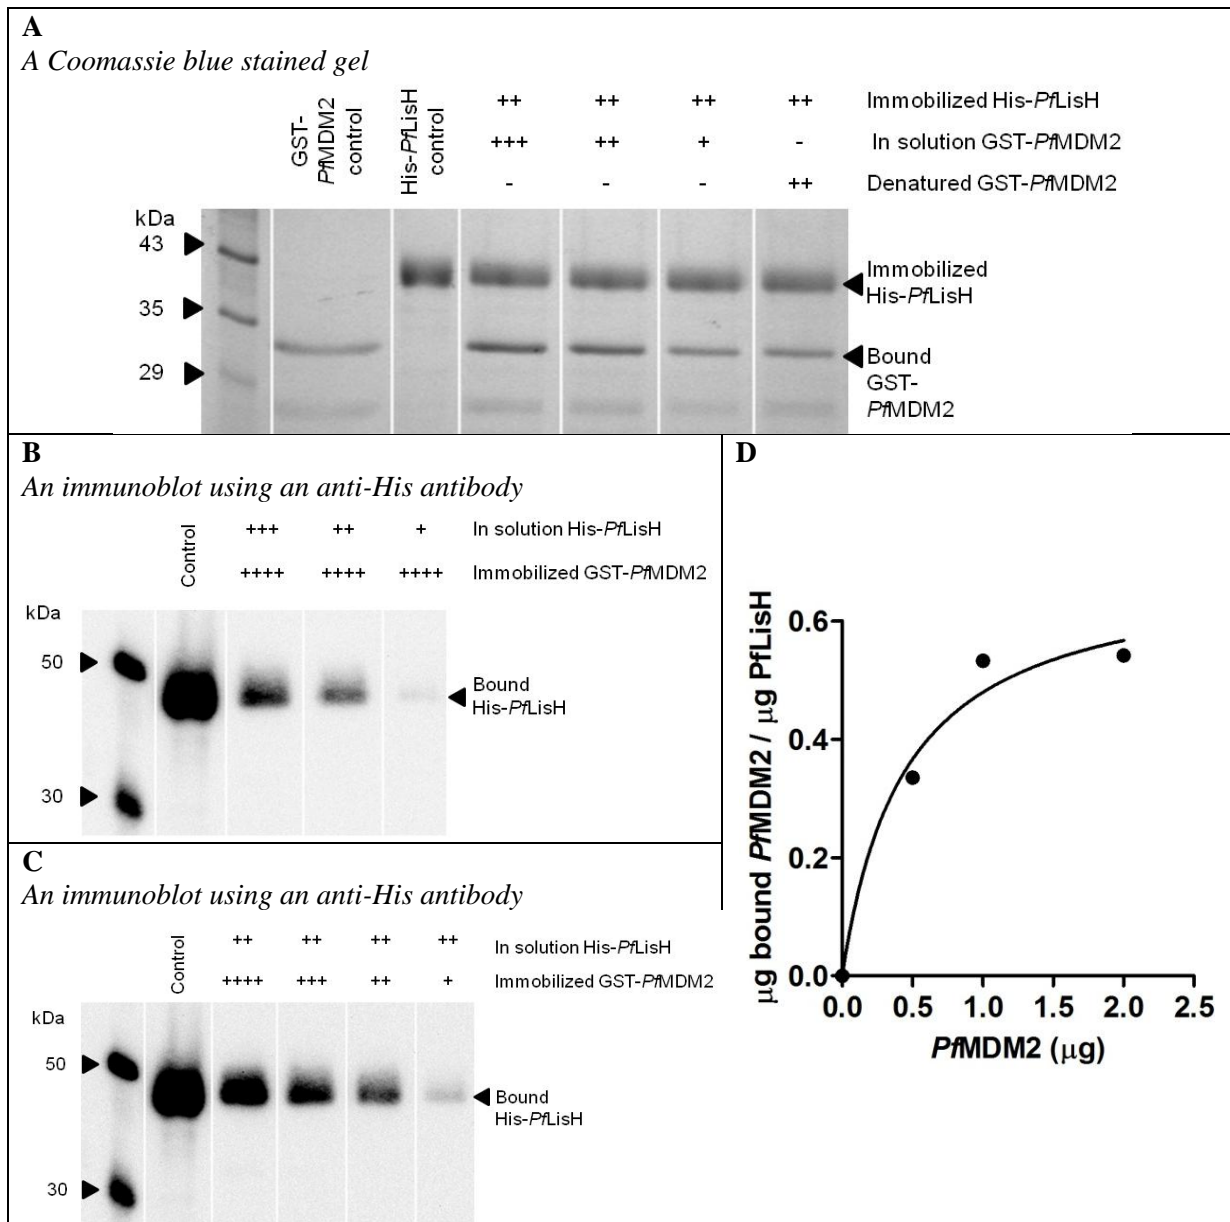 A
A Coomassie blue stained gel
GST-
PfMDM2
control
His-PfLisH
control
++ ++ ++ ++ Immobilized His-PfLisH
+++ ++ + - In solution GST-PfMDM2
- - - ++ Denatured GST-PfMDM2
kDa
43
35
29
Immobilized
His-PfLisH
Bound
GST-
PfMDM2
B
An immunoblot using an anti-His antibody
Control
+++ ++ + In solution His-PfLisH
++++ ++++ ++++ Immobilized GST-PfMDM2
kDa
50
30
Bound
His-PfLisH
C
An immunoblot using an anti-His antibody
Control
++ ++ ++ ++ In solution His-PfLisH
++++ +++ ++ + Immobilized GST-PfMDM2
kDa
50
30
Bound
His-PfLisH
D
µg bound PfMDM2 / µg PfLisH
0.6
0.4
0.2
0.0
0.0 0.5 1.0 1.5 2.0 2.5
PfMDM2 (µg)